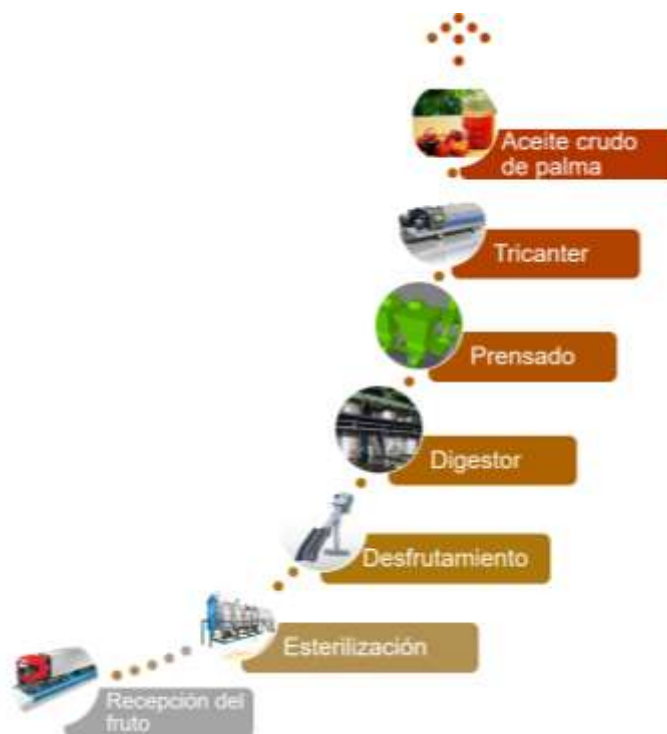 Aceite crudo
de palma
Tricanter
Prensado
Digestor
Desfrutamiento
Esterilización
Recepción del
fruto